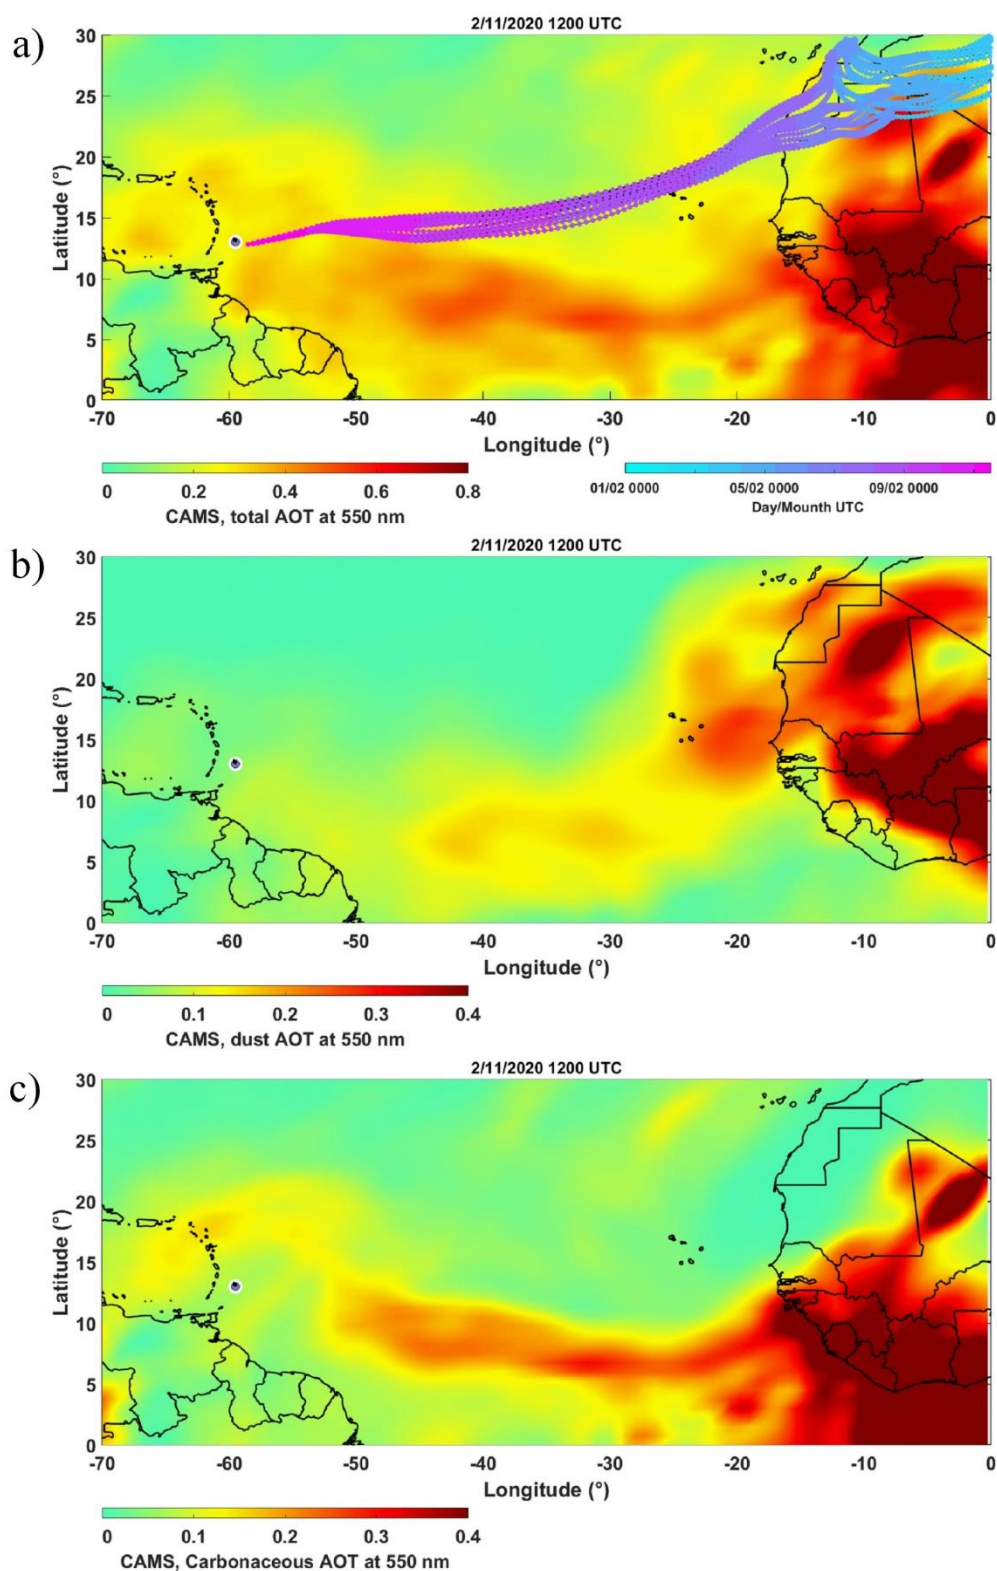 a)
2/11/2020 1200 UTC
30
25
20
15
10
5
0
Latitude (°)
-70 -60 -50 -40 -30 -20 -10 0
Longitude (°)
0 0.2 0.4 0.6 0.8
CAMS, total AOT at 550 nm
01/02 0000 05/02 0000 09/02 0000
Day/Mounth UTC
b)
2/11/2020 1200 UTC
30
25
20
15
10
5
0
Latitude (°)
-70 -60 -50 -40 -30 -20 -10 0
Longitude (°)
0 0.1 0.2 0.3 0.4
CAMS, dust AOT at 550 nm
c)
2/11/2020 1200 UTC
30
25
20
15
10
5
0
Latitude (°)
-70 -60 -50 -40 -30 -20 -10 0
Longitude (°)
0 0.1 0.2 0.3 0.4
CAMS, Carbonaceous AOT at 550 nm